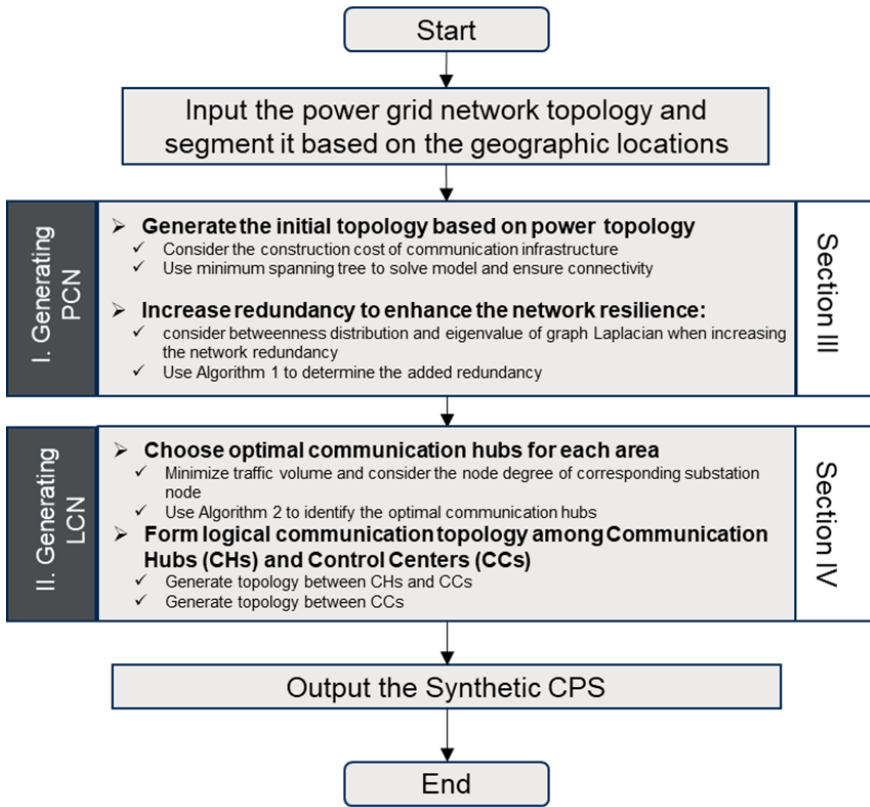 Start
Input the power grid network topology and
segment it based on the geographic locations
I. Generating
PCN
➢ Generate the initial topology based on power topology
✓ Consider the construction cost of communication infrastructure
✓ Use minimum spanning tree to solve model and ensure connectivity
➢ Increase redundancy to enhance the network resilience:
✓ consider betweenness distribution and eigenvalue of graph Laplacian when increasing
the network redundancy
✓ Use Algorithm 1 to determine the added redundancy
Section III
II. Generating
LCN
➢ Choose optimal communication hubs for each area
✓ Minimize traffic volume and consider the node degree of corresponding substation
node
✓ Use Algorithm 2 to identify the optimal communication hubs
➢ Form logical communication topology among Communication
Hubs (CHs) and Control Centers (CCs)
✓ Generate topology between CHs and CCs
✓ Generate topology between CCs
Section IV
Output the Synthetic CPS
End